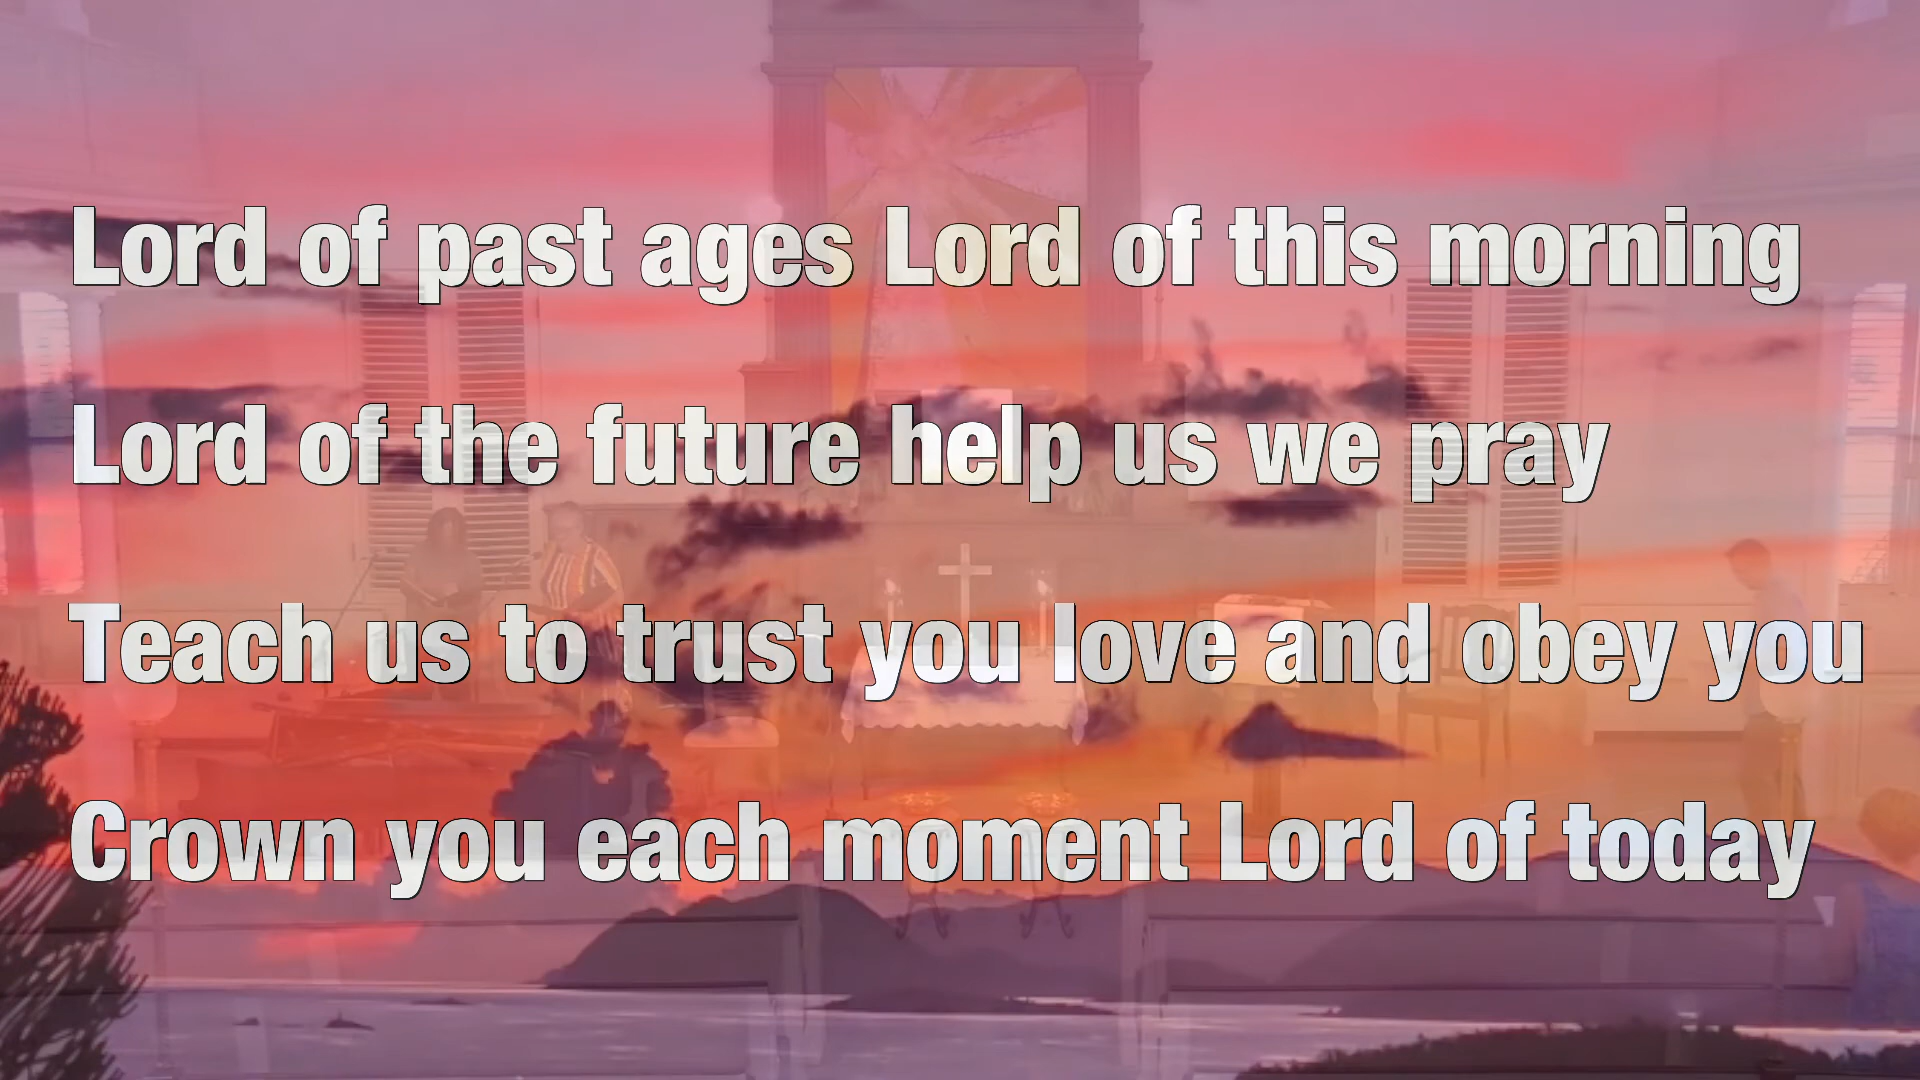 Lord of past ages Lord of this morning
Lord of the future help us we pray
Teach us to trust you love and obey you
Crown you each moment Lord of today